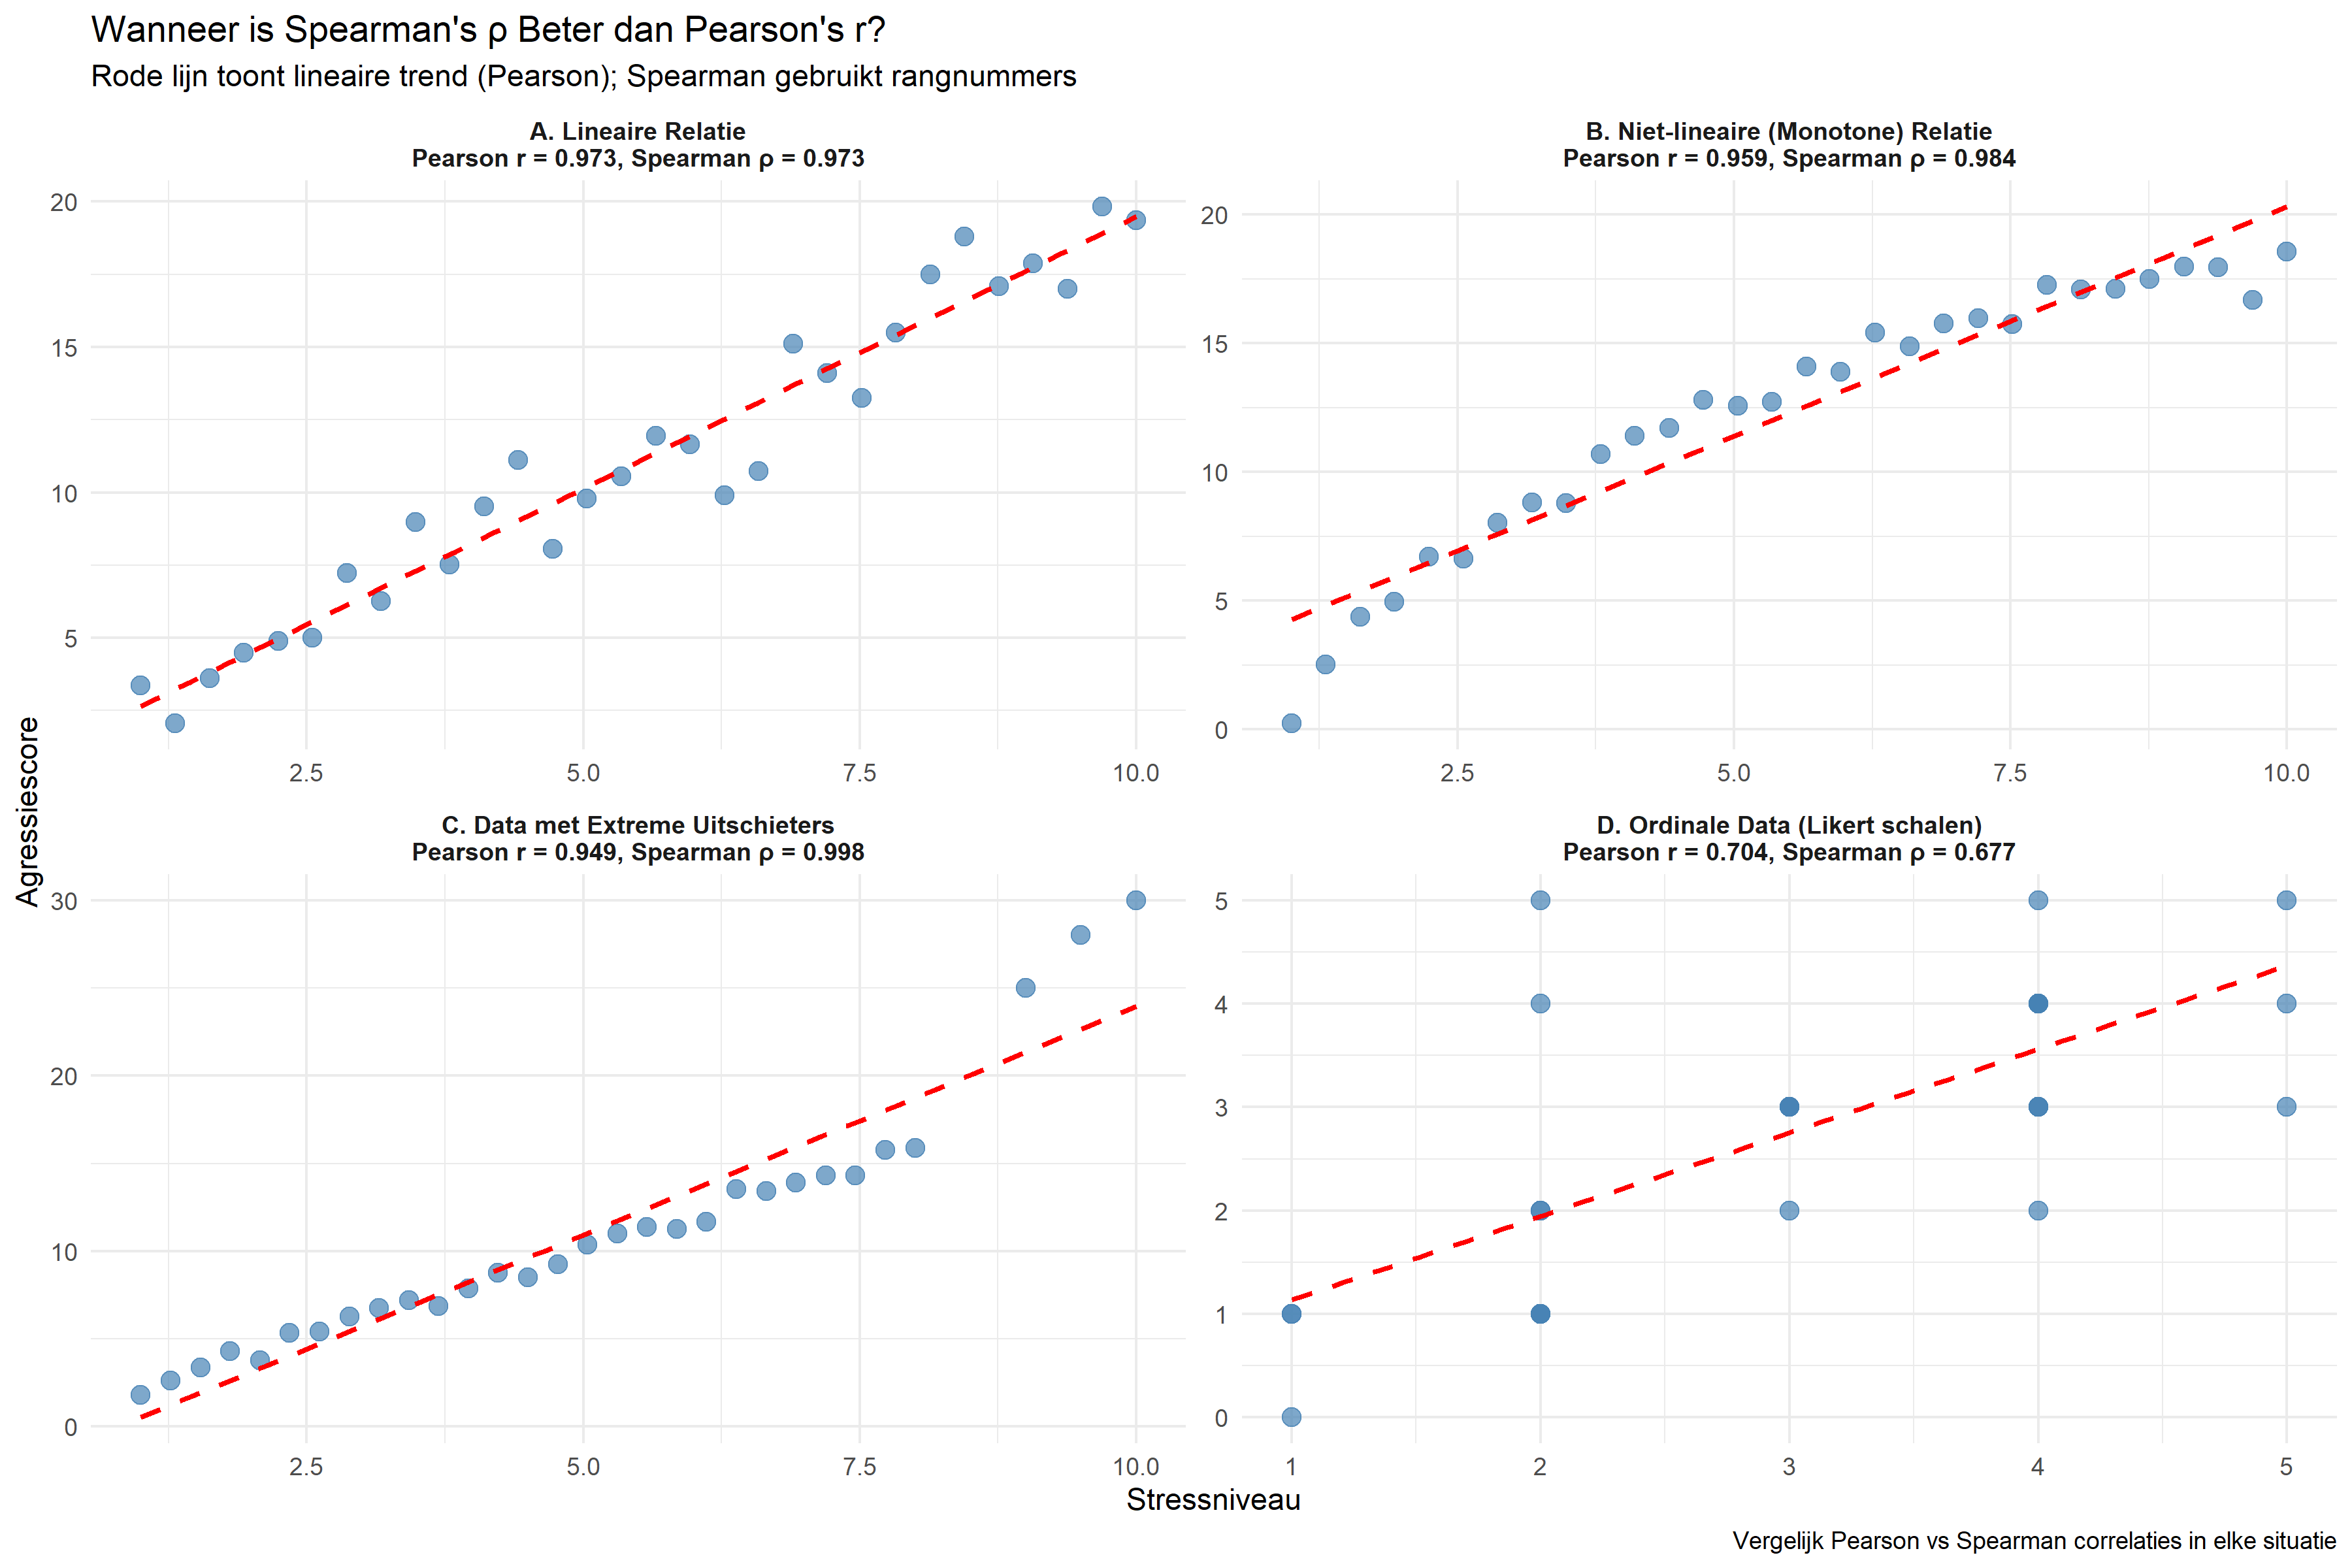 Wanneer is Spearman's ρ Beter dan Pearson's r?
Rode lijn toont lineaire trend (Pearson); Spearman gebruikt rangnummers
A. Lineaire Relatie
Pearson r = 0.973, Spearman ρ = 0.973
20
15
10
5
2.5 5.0 7.5 10.0
B. Niet-lineaire (Monotone) Relatie
Pearson r = 0.959, Spearman ρ = 0.984
20
15
10
5
0
2.5 5.0 7.5 10.0
Agressiescore
C. Data met Extreme Uitschieters
Pearson r = 0.949, Spearman ρ = 0.998
30
20
10
0
2.5 5.0 7.5 10.0
D. Ordinale Data (Likert schalen)
Pearson r = 0.704, Spearman ρ = 0.677
5
4
3
2
1
0
1 2 3 4 5
Stressniveau
Vergelijk Pearson vs Spearman correlaties in elke situatie